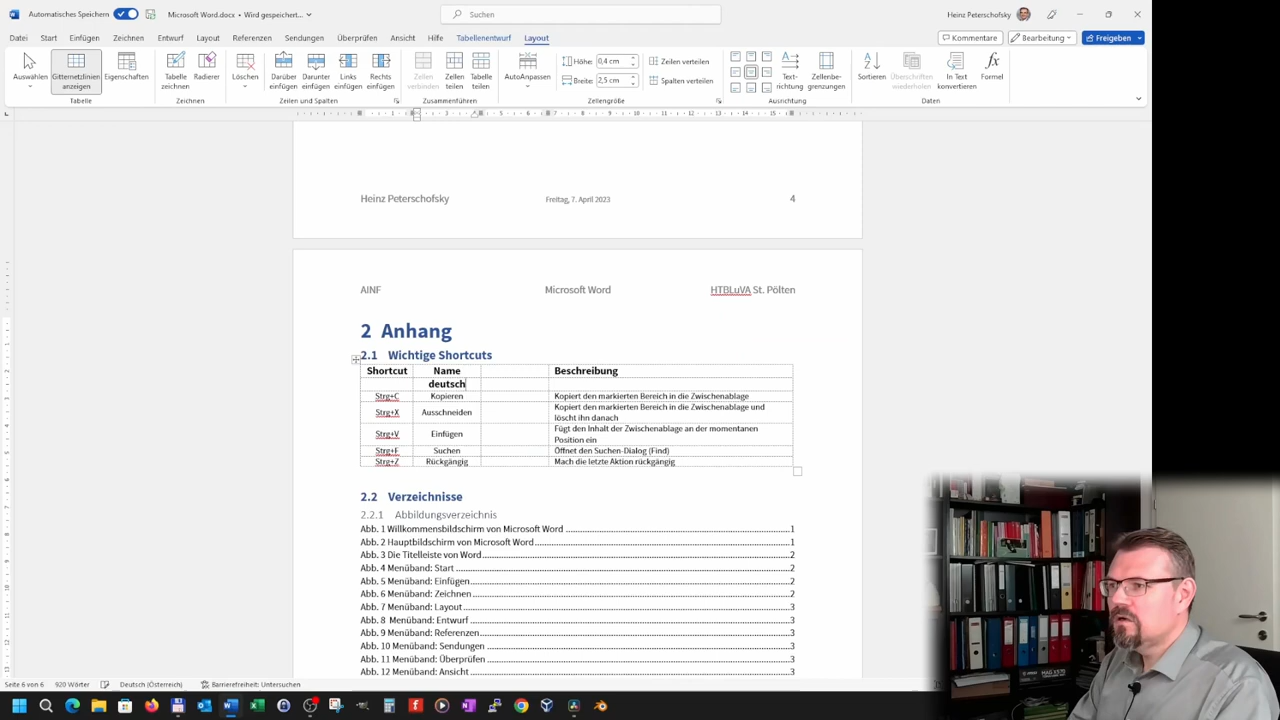 Automatisches Speichern
Microsoft Word.docx • Wird gespeichert...
Suchen
Heinz Peterschofsky
Datei Start Einfügen Zeichnen Entwurf Layout Referenzen Sendungen Überprüfen Ansicht Hilfe Tabellenentwurf Layout
Kommentare Bearbeitung Freigeben
Auswählen
Gitternetzlinien anzeigen
Eigenschaften
Tabelle zeichnen
Radierer
Löschen
Darüber einfügen
Darunter einfügen
Links einfügen
Rechts einfügen
Zellen verbinden
Zellen teilen
Tabelle teilen
AutoAnpassen
Höhe: 0,4 cm
Breite: 2,5 cm
Zeilen verteilen
Spalten verteilen
Text-richtung
Zellenbe-grenzungen
Sortieren
Überschriften wiederholen
In Text konvertieren
Formel
Tabelle Zeichnen Zeilen und Spalten Zusammenführen Zellengröße Ausrichtung Daten
Heinz Peterschofsky Freitag, 7. April 2023 4
AINF Microsoft Word HTBLuVA St. Pölten
2 Anhang
2.1 Wichtige Shortcuts
Shortcut Name Beschreibung
deutsch
Strg+C Kopieren Kopiert den markierten Bereich in die Zwischenablage
Strg+X Ausschneiden Kopiert den markierten Bereich in die Zwischenablage und
löscht ihn danach
Strg+V Einfügen Fügt den Inhalt der Zwischenablage an der momentanen
Position ein
Strg+F Suchen Öffnet den Suchen-Dialog (Find)
Strg+Z Rückgängig Mach die letzte Aktion rückgängig
2.2 Verzeichnisse
2.2.1 Abbildungsverzeichnis
Abb. 1 Willkommensbildschirm von Microsoft Word 1
Abb. 2 Hauptbildschirm von Microsoft Word 1
Abb. 3 Die Titelleiste von Word 2
Abb. 4 Menüband: Start 2
Abb. 5 Menüband: Einfügen 2
Abb. 6 Menüband: Zeichnen 2
Abb. 7 Menüband: Layout 3
Abb. 8 Menüband: Entwurf 3
Abb. 9 Menüband: Referenzen 3
Abb. 10 Menüband: Sendungen 3
Abb. 11 Menüband: Überprüfen 3
Abb. 12 Menüband: Ansicht 3
Seite 6 von 6 920 Wörter Deutsch (Österreich) Barrierefreiheit: Untersuchen